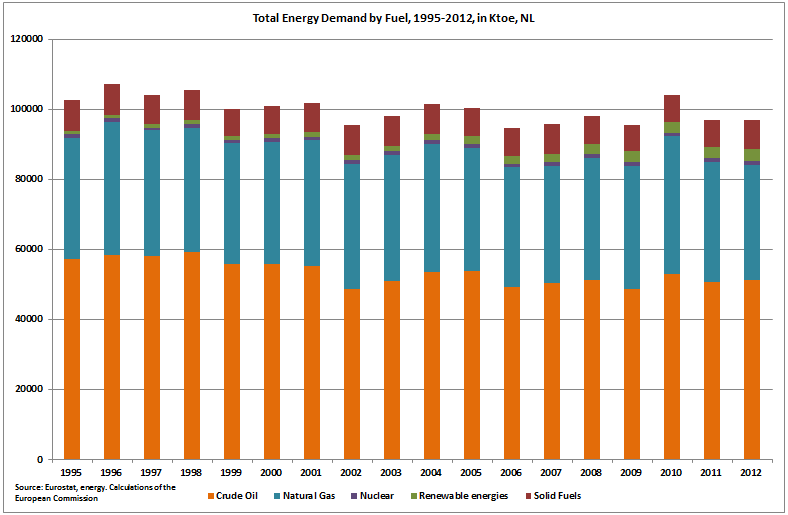 Total Energy Demand by Fuel, 1995-2012, in Ktoe, NL
120000
100000
80000
60000
40000
20000
0
1995 1996 1997 1998 1999 2000 2001 2002 2003 2004 2005 2006 2007 2008 2009 2010 2011 2012
Source: Eurostat, energy. Calculations of the
European Commission
Crude Oil Natural Gas Nuclear Renewable energies Solid Fuels